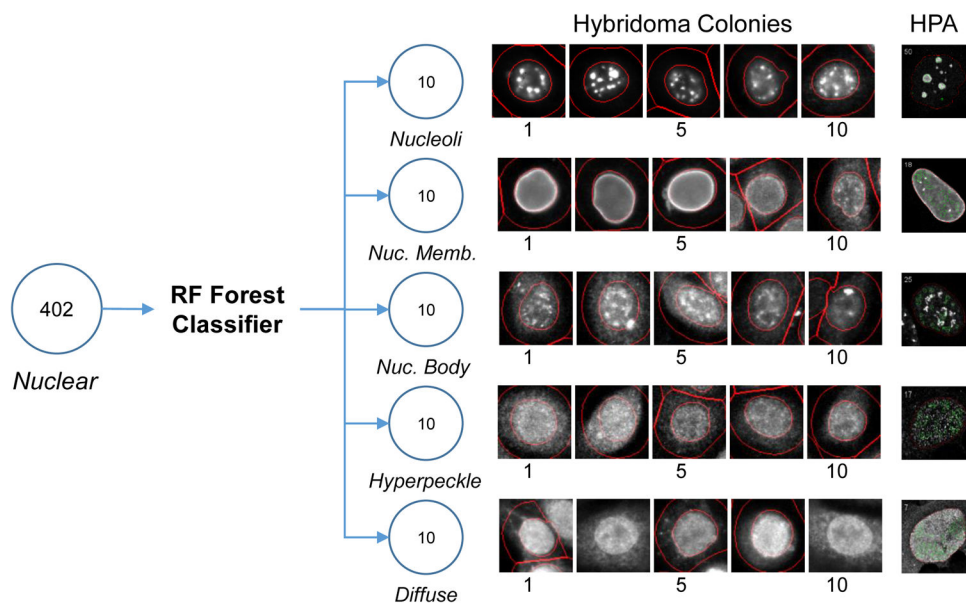 Hybridoma Colonies
HPA
10
Nucleoli
50
1
5
10
10
Nuc. Memb.
18
1
5
10
402
Nuclear
RF Forest
Classifier
10
Nuc. Body
25
1
5
10
10
Hyperpeckle
17
1
5
10
10
Diffuse
7
1
5
10